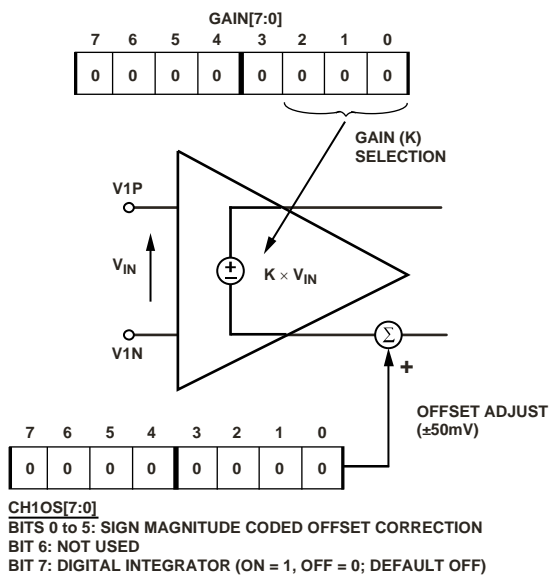 GAIN[7:0]
7 6 5 4 3 2 1 0
0 0 0 0 0 0 0 0
GAIN (K)
SELECTION
V1P
VIN
K × VIN
V1N
Σ
+
OFFSET ADJUST
(±50mV)
7 6 5 4 3 2 1 0
0 0 0 0 0 0 0 0
CH1OS[7:0]
BITS 0 to 5: SIGN MAGNITUDE CODED OFFSET CORRECTION
BIT 6: NOT USED
BIT 7: DIGITAL INTEGRATOR (ON = 1, OFF = 0; DEFAULT OFF)